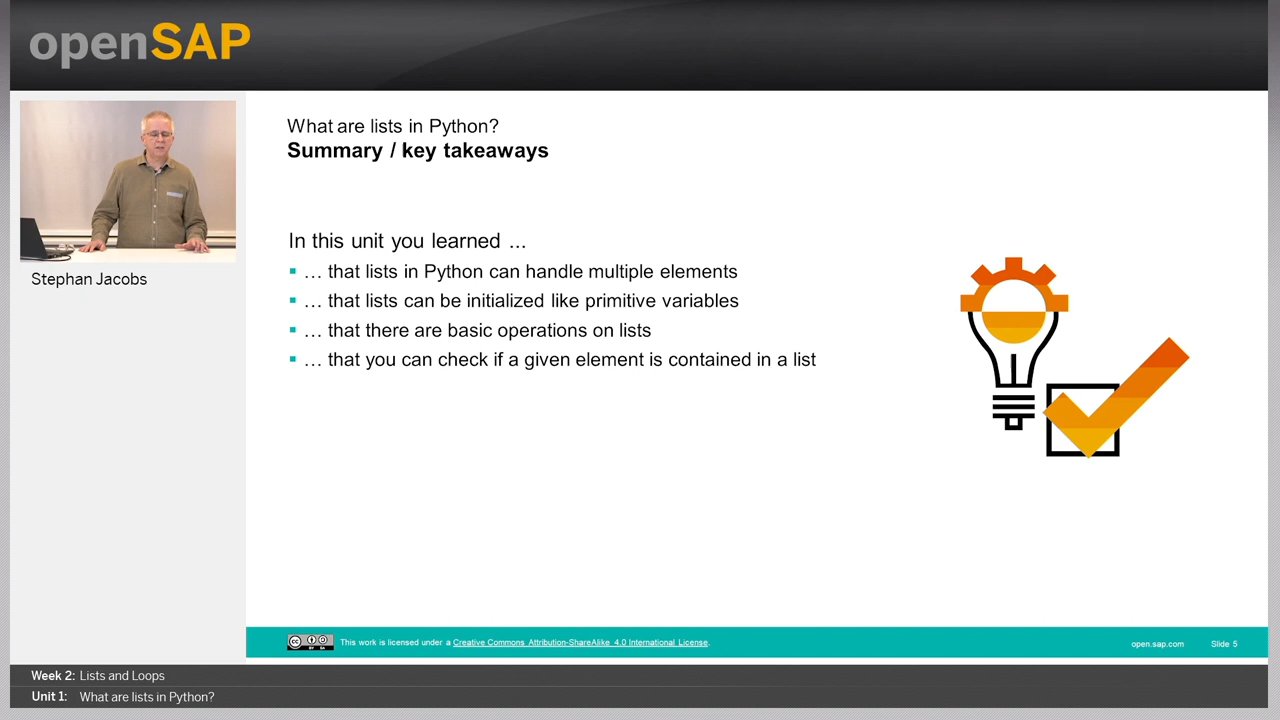 openSAP
What are lists in Python?
Summary / key takeaways
In this unit you learned ...
… that lists in Python can handle multiple elements
… that lists can be initialized like primitive variables
… that there are basic operations on lists
… that you can check if a given element is contained in a list
Stephan Jacobs
cc BY SA This work is licensed under a Creative Commons Attribution-ShareAlike 4.0 International License.
open.sap.com Slide 5
Week 2: Lists and Loops
Unit 1: What are lists in Python?